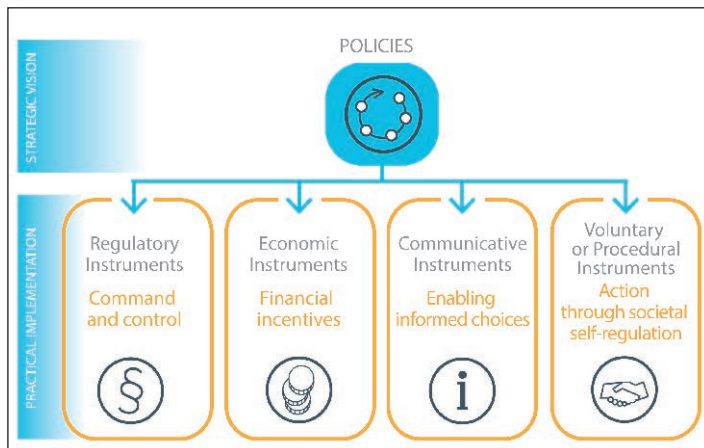 STRATEGIC VISION
POLICIES
PRACTICAL IMPLEMENTATION
Regulatory
Instruments
Command
and control
§
Economic
Instruments
Financial
incentives
Communicative
Instruments
Enabling
informed choices
i
Voluntary
or Procedural
Instruments
Action
through societal
self-regulation